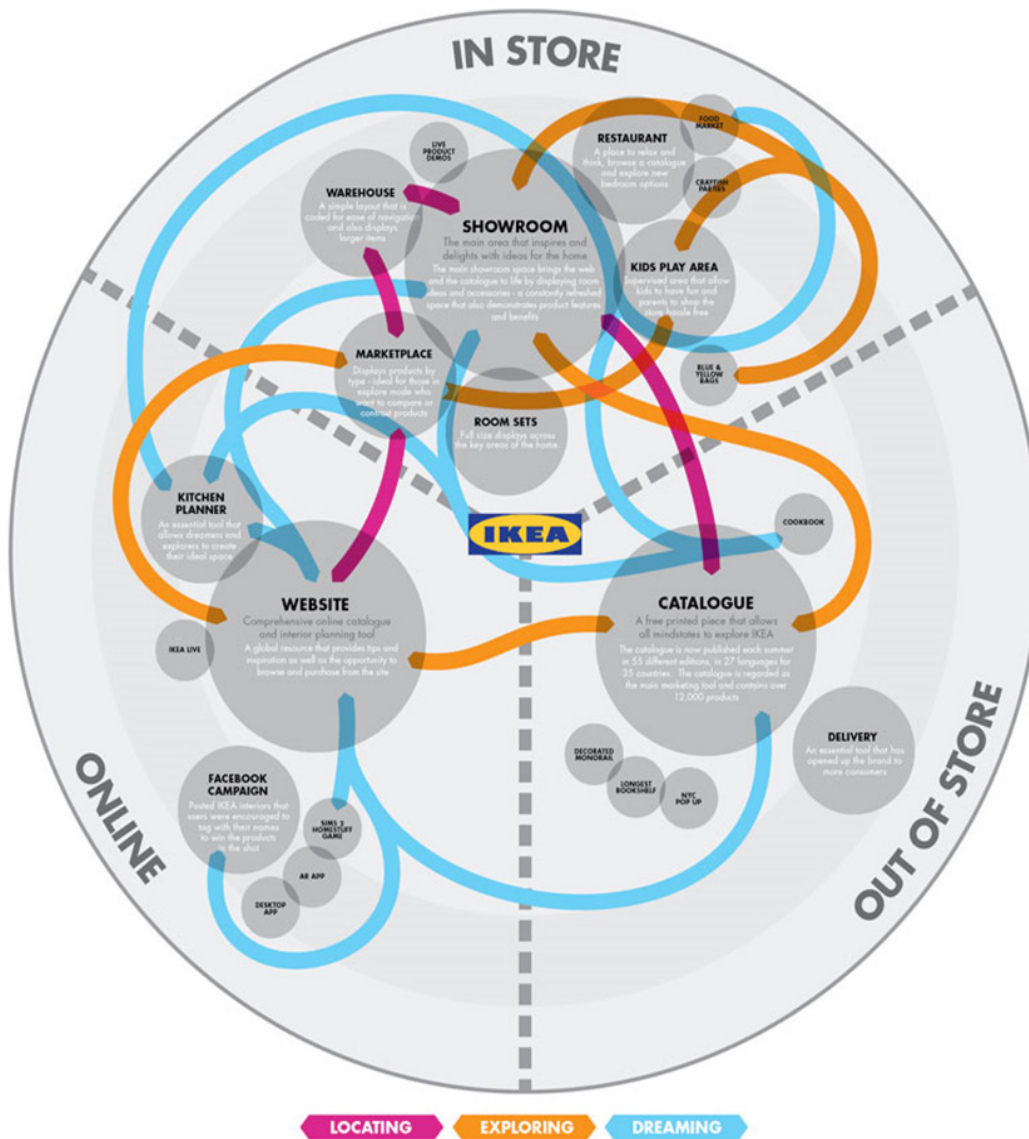 IN STORE
LIVE
PRODUCT
DEMOS
WAREHOUSE
A simple layout that is
coded for ease of navigation
and also displays
larger items
SHOWROOM
The main area that inspires and
delights with ideas for the home
The main showroom space brings the web
and the catalogue to life by displaying room
ideas and accessories - a constantly refreshed
space that also demonstrates product features
and benefits
RESTAURANT
A place to relax and
think, browse a catalogue
and explore new
bedroom options
FOOD
MARKET
CRAYFISH
PARTIES
KIDS PLAY AREA
Supervised area that allow
kids to have fun and
parents to shop the
store hassle free
BLUE &
YELLOW
BAGS
MARKETPLACE
Displays products by
type - ideal for those in
explore mode who
want to compare or
contrast products
ROOM SETS
Full size displays across
the key areas of the home.
KITCHEN
PLANNER
An essential tool that
allows dreamers and
explorers to create
their ideal space
IKEA
COOKBOOK
WEBSITE
Comprehensive online catalogue
and interior planning tool
A global resource that provides tips and
inspiration as well as the opportunity to
browse and purchase from the site
IKEA LIVE
CATALOGUE
A free printed piece that allows
all mindstates to explore IKEA
The catalogue is now published each summer
in 55 different editions, in 27 languages for
35 countries. The catalogue is regarded as
the main marketing tool and contains over
12,000 products
DELIVERY
An essential tool that has
opened up the brand to
more consumers
DECORATED
MONORAIL
LONGEST
BOOKSHELF
NYC
POP UP
FACEBOOK
CAMPAIGN
Posted IKEA interiors that
users were encouraged to
tag with their names
to win the products
in the shot
SIMS 2
HOMESTUFF
GAME
AR APP
DESKTOP
APP
ONLINE
OUT OF STORE
LOCATING
EXPLORING
DREAMING